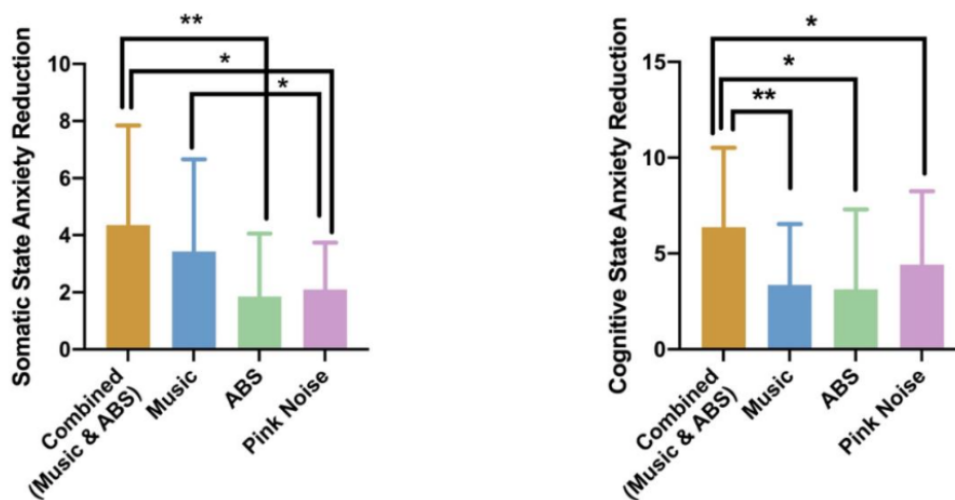 **
*
*
10
8
6
4
2
0
Somatic State Anxiety Reduction
Combined
(Music & ABS)
Music
ABS
Pink Noise
*
*
**
15
10
5
0
Cognitive State Anxiety Reduction
Combined
(Music & ABS)
Music
ABS
Pink Noise